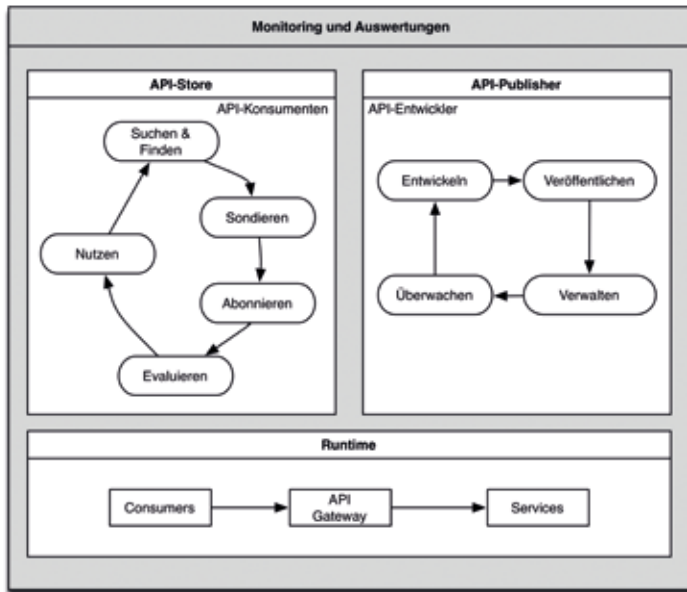 Monitoring und Auswertungen
API-Store
API-Konsumenten
Suchen &
Finden
Sondieren
Abonnieren
Evaluieren
Nutzen
API-Publisher
API-Entwickler
Entwickeln
Veröffentlichen
Verwalten
Überwachen
Runtime
Consumers
API
Gateway
Services